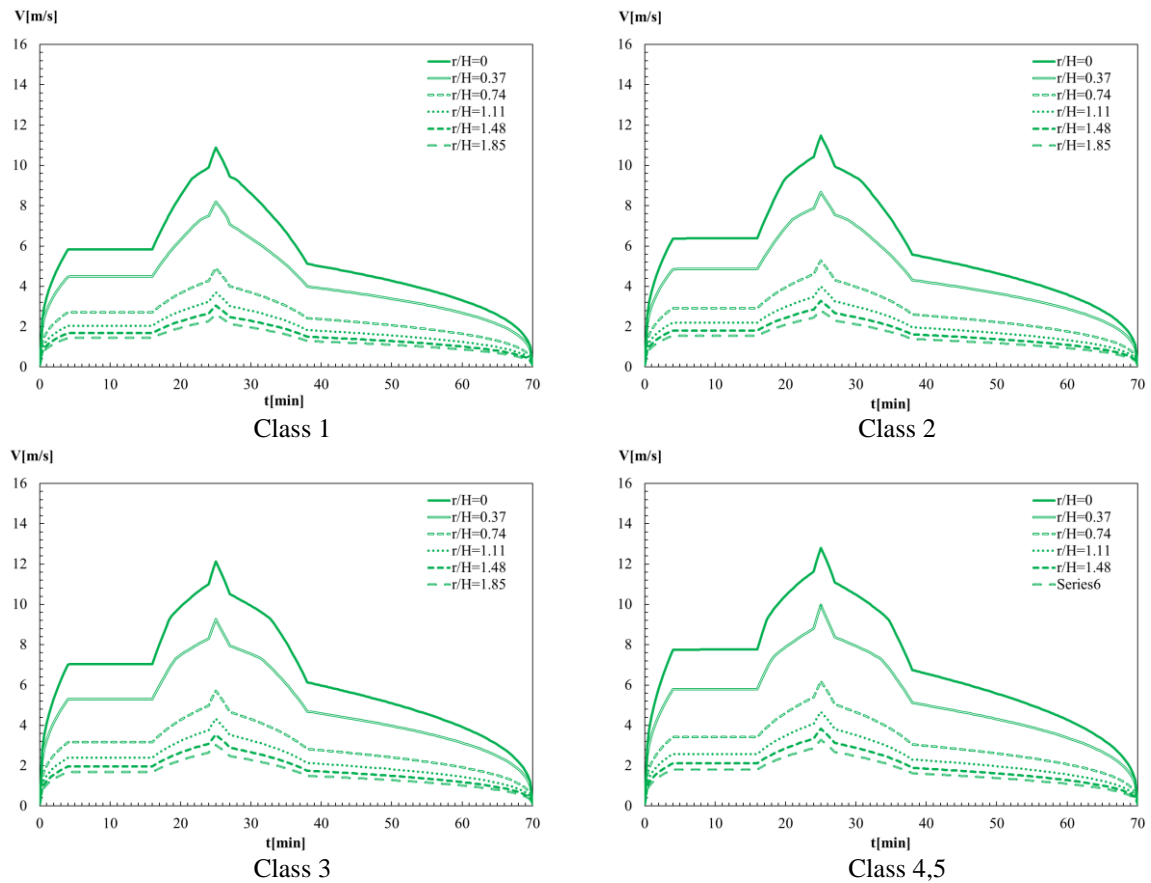 V[m/s]
16
14
12
10
8
6
4
2
0
r/H=0
r/H=0.37
r/H=0.74
r/H=1.11
r/H=1.48
r/H=1.85
0 10 20 30 40 50 60 70
t[min]
Class 1
V[m/s]
16
14
12
10
8
6
4
2
0
r/H=0
r/H=0.37
r/H=0.74
r/H=1.11
r/H=1.48
r/H=1.85
0 10 20 30 40 50 60 70
t[min]
Class 2
V[m/s]
16
14
12
10
8
6
4
2
0
r/H=0
r/H=0.37
r/H=0.74
r/H=1.11
r/H=1.48
r/H=1.85
0 10 20 30 40 50 60 70
t[min]
Class 3
V[m/s]
16
14
12
10
8
6
4
2
0
r/H=0
r/H=0.37
r/H=0.74
r/H=1.11
r/H=1.48
Series6
0 10 20 30 40 50 60 70
t[min]
Class 4,5